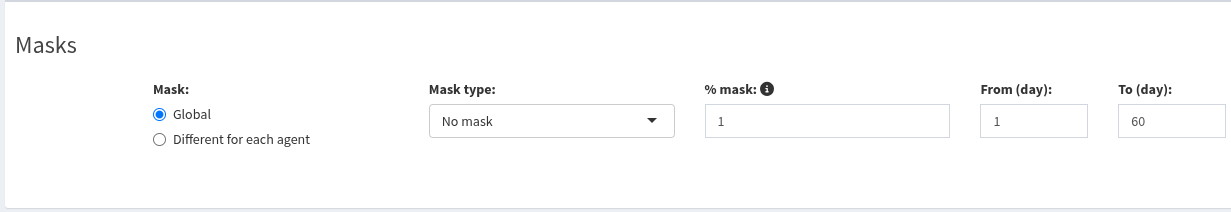 Masks
Mask:
Global
Different for each agent
Mask type:
No mask
% mask:
1
From (day):
1
To (day):
60